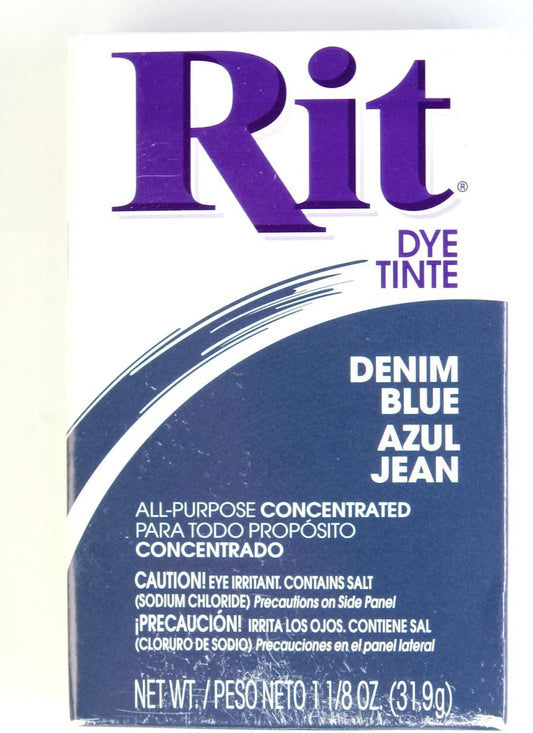 Rit®
DYE
TINTE
DENIM
BLUE
AZUL
JEAN
ALL-PURPOSE CONCENTRATED
PARA TODO PROPÓSITO
CONCENTRADO
CAUTION! EYE IRRITANT. CONTAINS SALT
(SODIUM CHLORIDE) Precautions on Side Panel
¡PRECAUCIÓN! IRRITA LOS OJOS. CONTIENE SAL
(CLÓRURO DE SODIO) Precauciones en el panel lateral
NET WT. / PESO NETO 1 1/8 OZ. (31.9g)